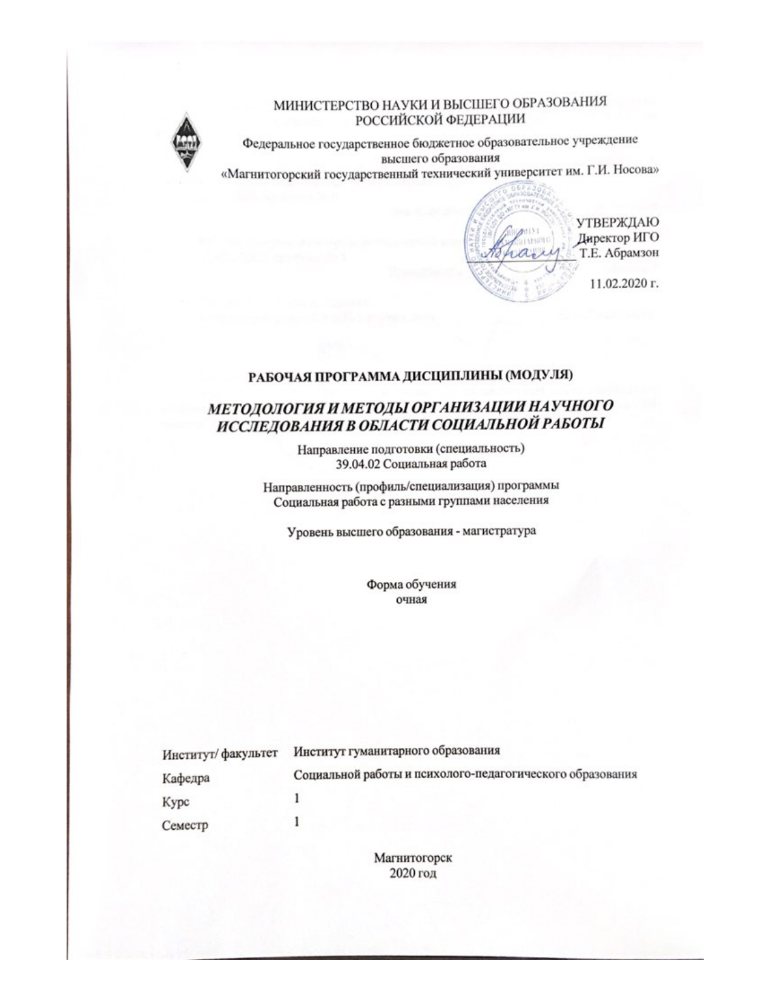 МИНИСТЕРСТВО НАУКИ И ВЫСШЕГО ОБРАЗОВАНИЯ
РОССИЙСКОЙ ФЕДЕРАЦИИ
Федеральное государственное бюджетное образовательное учреждение
высшего образования
«Магнитогорский государственный технический университет им. Г.И. Носова»
МГТУ
УТВЕРЖДАЮ
Директор ИГО
Т.Е. Абрамзон
11.02.2020 г.
РАБОЧАЯ ПРОГРАММА ДИСЦИПЛИНЫ (МОДУЛЯ)
МЕТОДОЛОГИЯ И МЕТОДЫ ОРГАНИЗАЦИИ НАУЧНОГО
ИССЛЕДОВАНИЯ В ОБЛАСТИ СОЦИАЛЬНОЙ РАБОТЫ
Направление подготовки (специальность)
39.04.02 Социальная работа
Направленность (профиль/специализация) программы
Социальная работа с разными группами населения
Уровень высшего образования - магистратура
Форма обучения
очная
Институт/ факультет Институт гуманитарного образования
Кафедра Социальной работы и психолого-педагогического образования
Курс 1
Семестр 1
Магнитогорск
2020 год